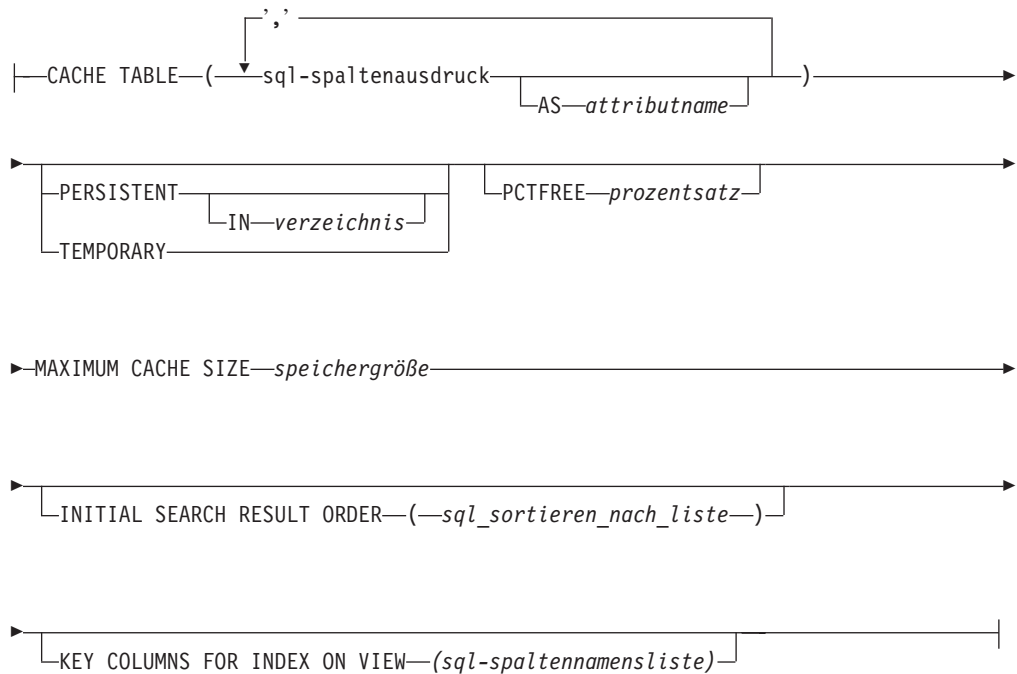 ','
CACHE TABLE ( sql-spaltenausdruck )
AS attributname
PERSISTENT PCTFREE prozentsatz
IN verzeichnis
TEMPORARY
MAXIMUM CACHE SIZE speichergröße
INITIAL SEARCH RESULT ORDER ( sql_sortieren_nach_liste )
KEY COLUMNS FOR INDEX ON VIEW (sql-spaltennamensliste)